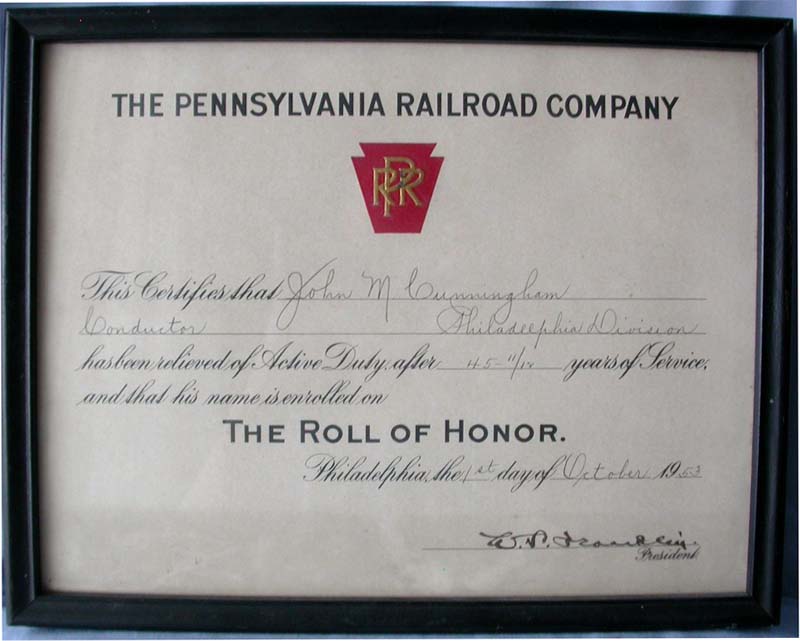 THE PENNSYLVANIA RAILROAD COMPANY
PRR
This Certifies that John M. Cunningham
Conductor Philadelphia Division
has been relieved of Active Duty, after 45-11/12 years of Service,
and that his name is enrolled on
THE ROLL OF HONOR.
Philadelphia, the 1st day of October 1953
W. S. Franklin
President